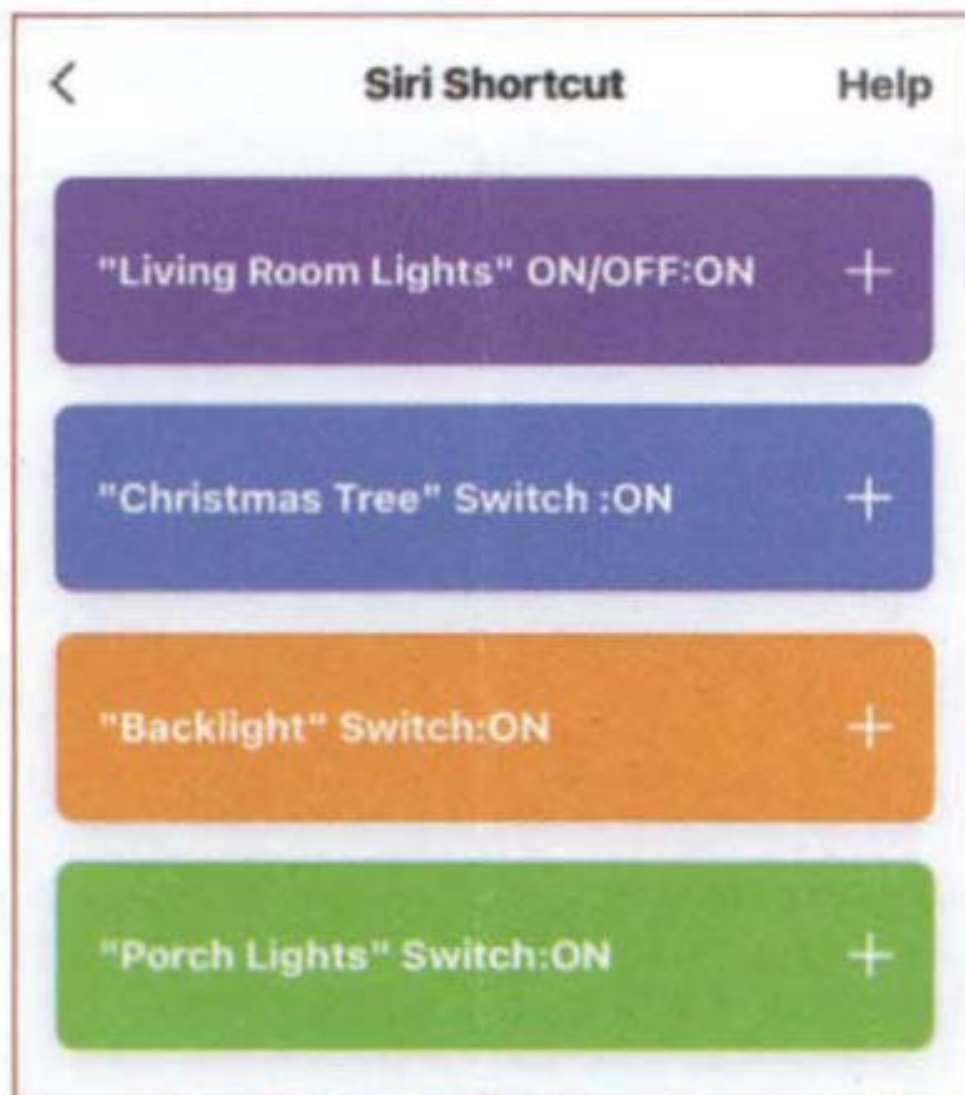 Siri Shortcut
Help
"Living Room Lights" ON/OFF:ON
"Christmas Tree" Switch :ON
"Backlight" Switch:ON
"Porch Lights" Switch:ON